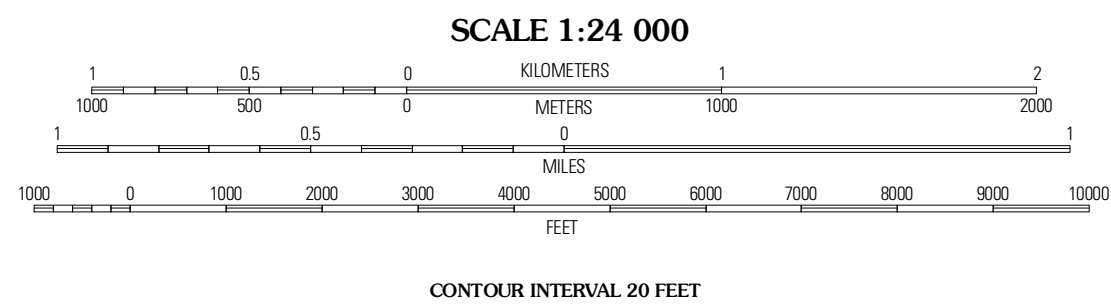 SCALE 1:24 000
1 0.5 0 KILOMETERS 1 2
1000 500 0 METERS 1000 2000
1 0.5 0 1
MILES
1000 0 1000 2000 3000 4000 5000 6000 7000 8000 9000 10000
FEET
CONTOUR INTERVAL 20 FEET